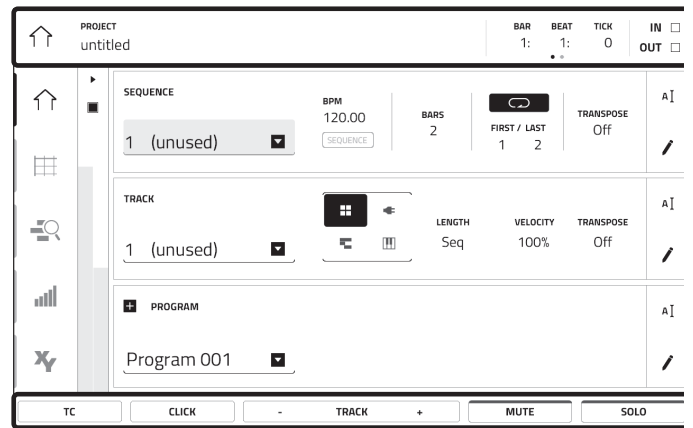 PROJECT
untitled
BAR BEAT TICK
1: 1: 0
IN
OUT
SEQUENCE
1 (unused)
BPM
120.00
SEQUENCE
BARS
2
FIRST / LAST
1 2
TRANSPOSE
Off
A
TRACK
1 (unused)
LENGTH
Seq
VELOCITY
100%
TRANSPOSE
Off
A
PROGRAM
Program 001
A
XY
TC CLICK - TRACK + MUTE SOLO